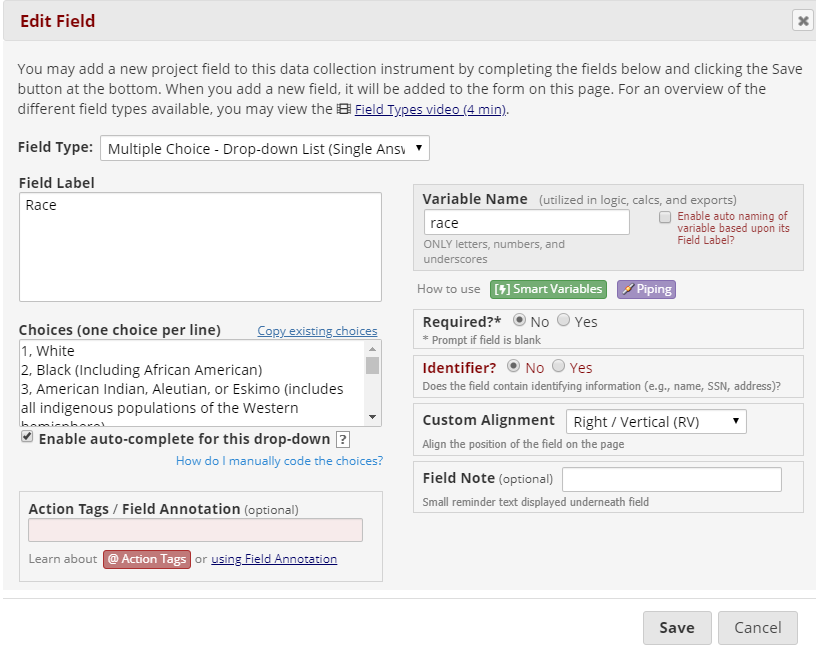 Edit Field
You may add a new project field to this data collection instrument by completing the fields below and clicking the Save
button at the bottom. When you add a new field, it will be added to the form on this page. For an overview of the
different field types available, you may view the Field Types video (4 min).
Field Type: Multiple Choice - Drop-down List (Single Answ
Field Label
Race
Choices (one choice per line) Copy existing choices
1, White
2, Black (Including African American)
3, American Indian, Aleutian, or Eskimo (includes
all indigenous populations of the Western
hemisphere)
Enable auto-complete for this drop-down ?
How do I manually code the choices?
Action Tags / Field Annotation (optional)
Learn about @ Action Tags or using Field Annotation
Variable Name (utilized in logic, calcs, and exports)
race
ONLY letters, numbers, and
underscores
Enable auto naming of
variable based upon its
Field Label?
How to use Smart Variables Piping
Required?* No Yes
* Prompt if field is blank
Identifier? No Yes
Does the field contain identifying information (e.g., name, SSN, address)?
Custom Alignment Right / Vertical (RV)
Align the position of the field on the page
Field Note (optional)
Small reminder text displayed underneath field
Save Cancel